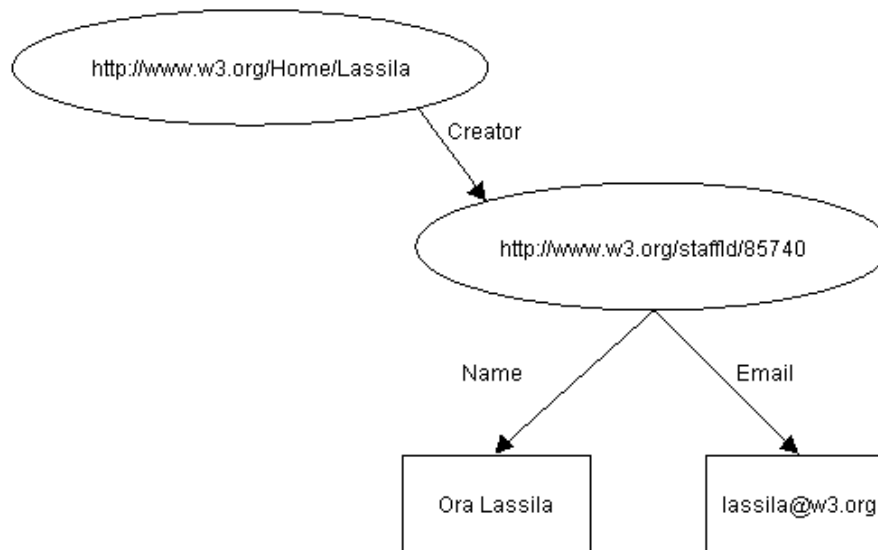 http://www.w3.org/Home/Lassila
Creator
http://www.w3.org/staffId/85740
Name
Email
Ora Lassila
lassila@w3.org